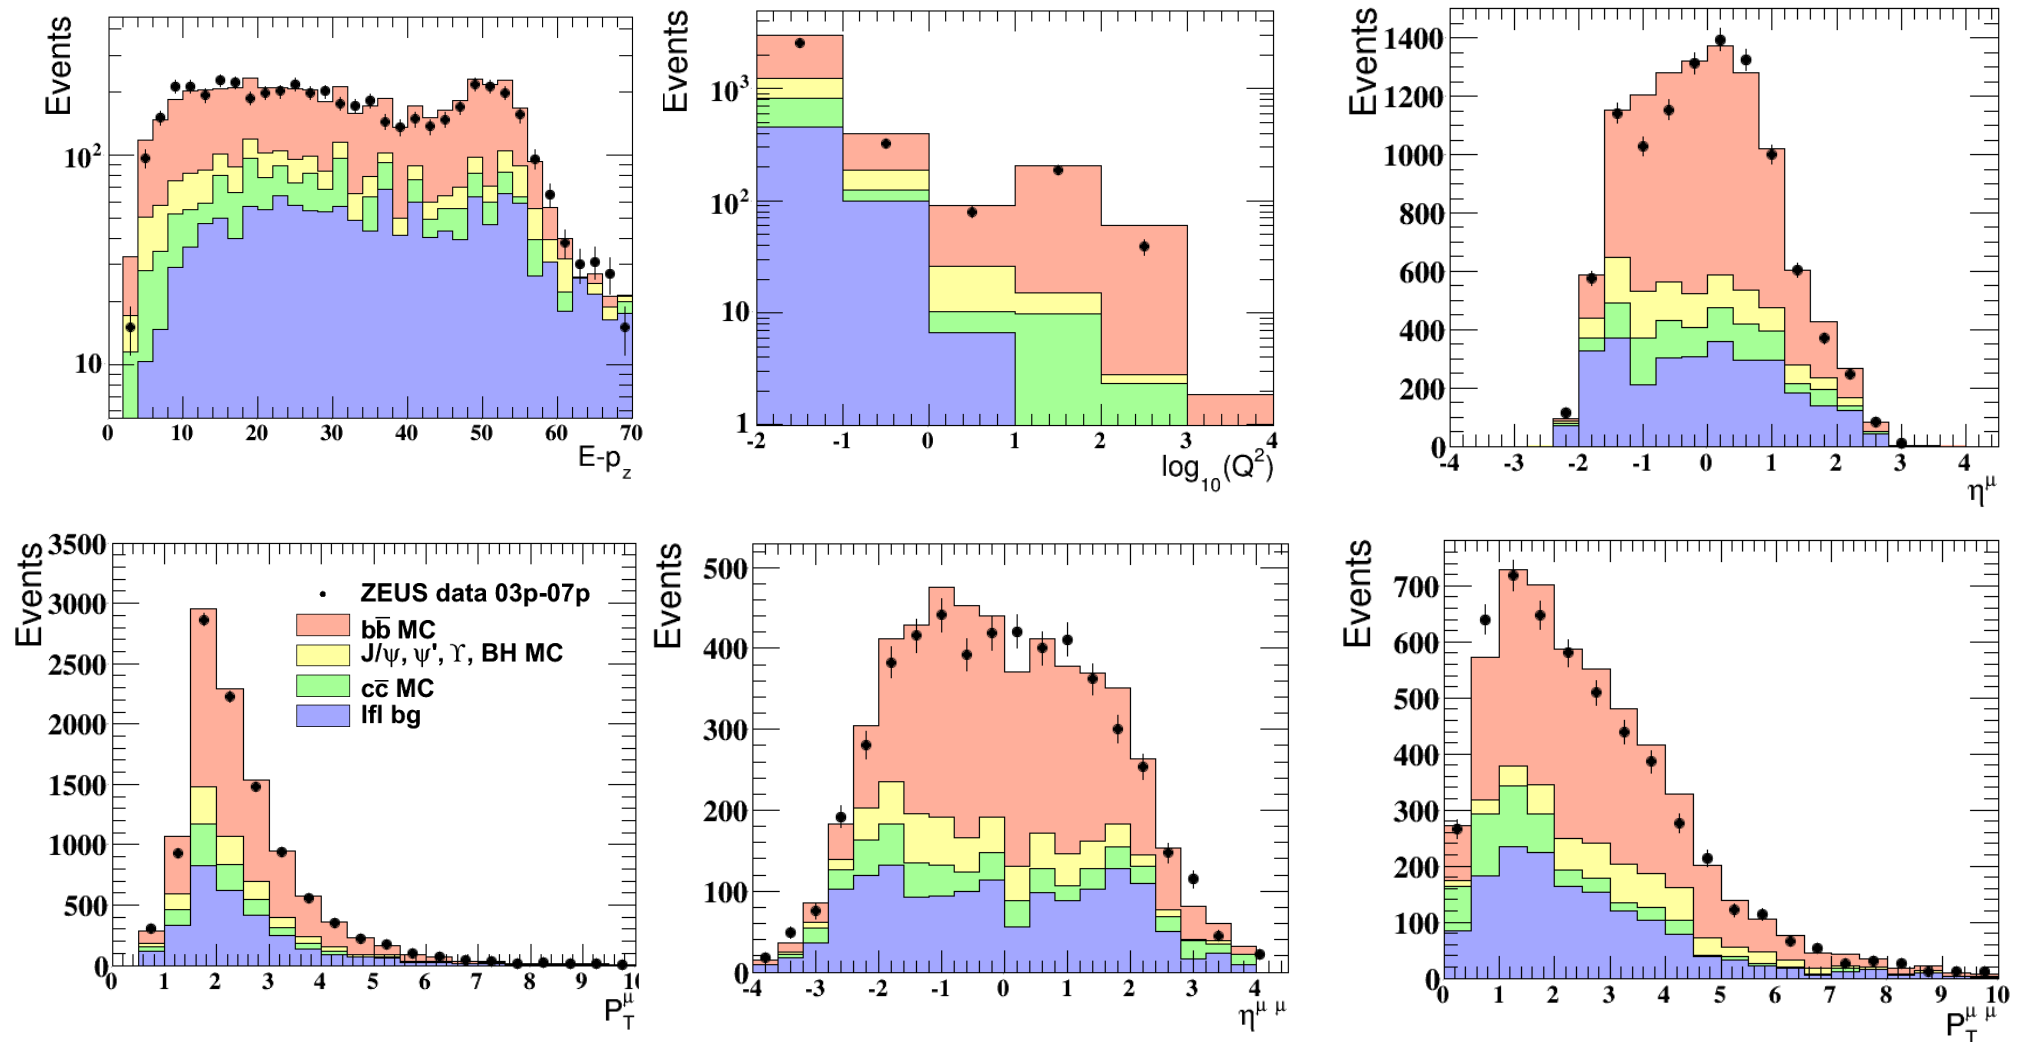 Events
10²
10
0 10 20 30 40 50 60 70
E-p_z
Events
10³
10²
10
1
-2 -1 0 1 2 3 4
log₁₀(Q²)
Events
1400
1200
1000
800
600
400
200
0
-4 -3 -2 -1 0 1 2 3 4
η^μ
Events
3500
3000
2500
2000
1500
1000
500
0
0 1 2 3 4 5 6 7 8 9 10
P_T^μ
ZEUS data 03p-07p
bb̅ MC
J/ψ, ψ', ϒ, BH MC
cc̅ MC
lfl bg
Events
500
400
300
200
100
0
-4 -3 -2 -1 0 1 2 3 4
η^μ μ
Events
700
600
500
400
300
200
100
0
0 1 2 3 4 5 6 7 8 9 10
P_T^μ μ